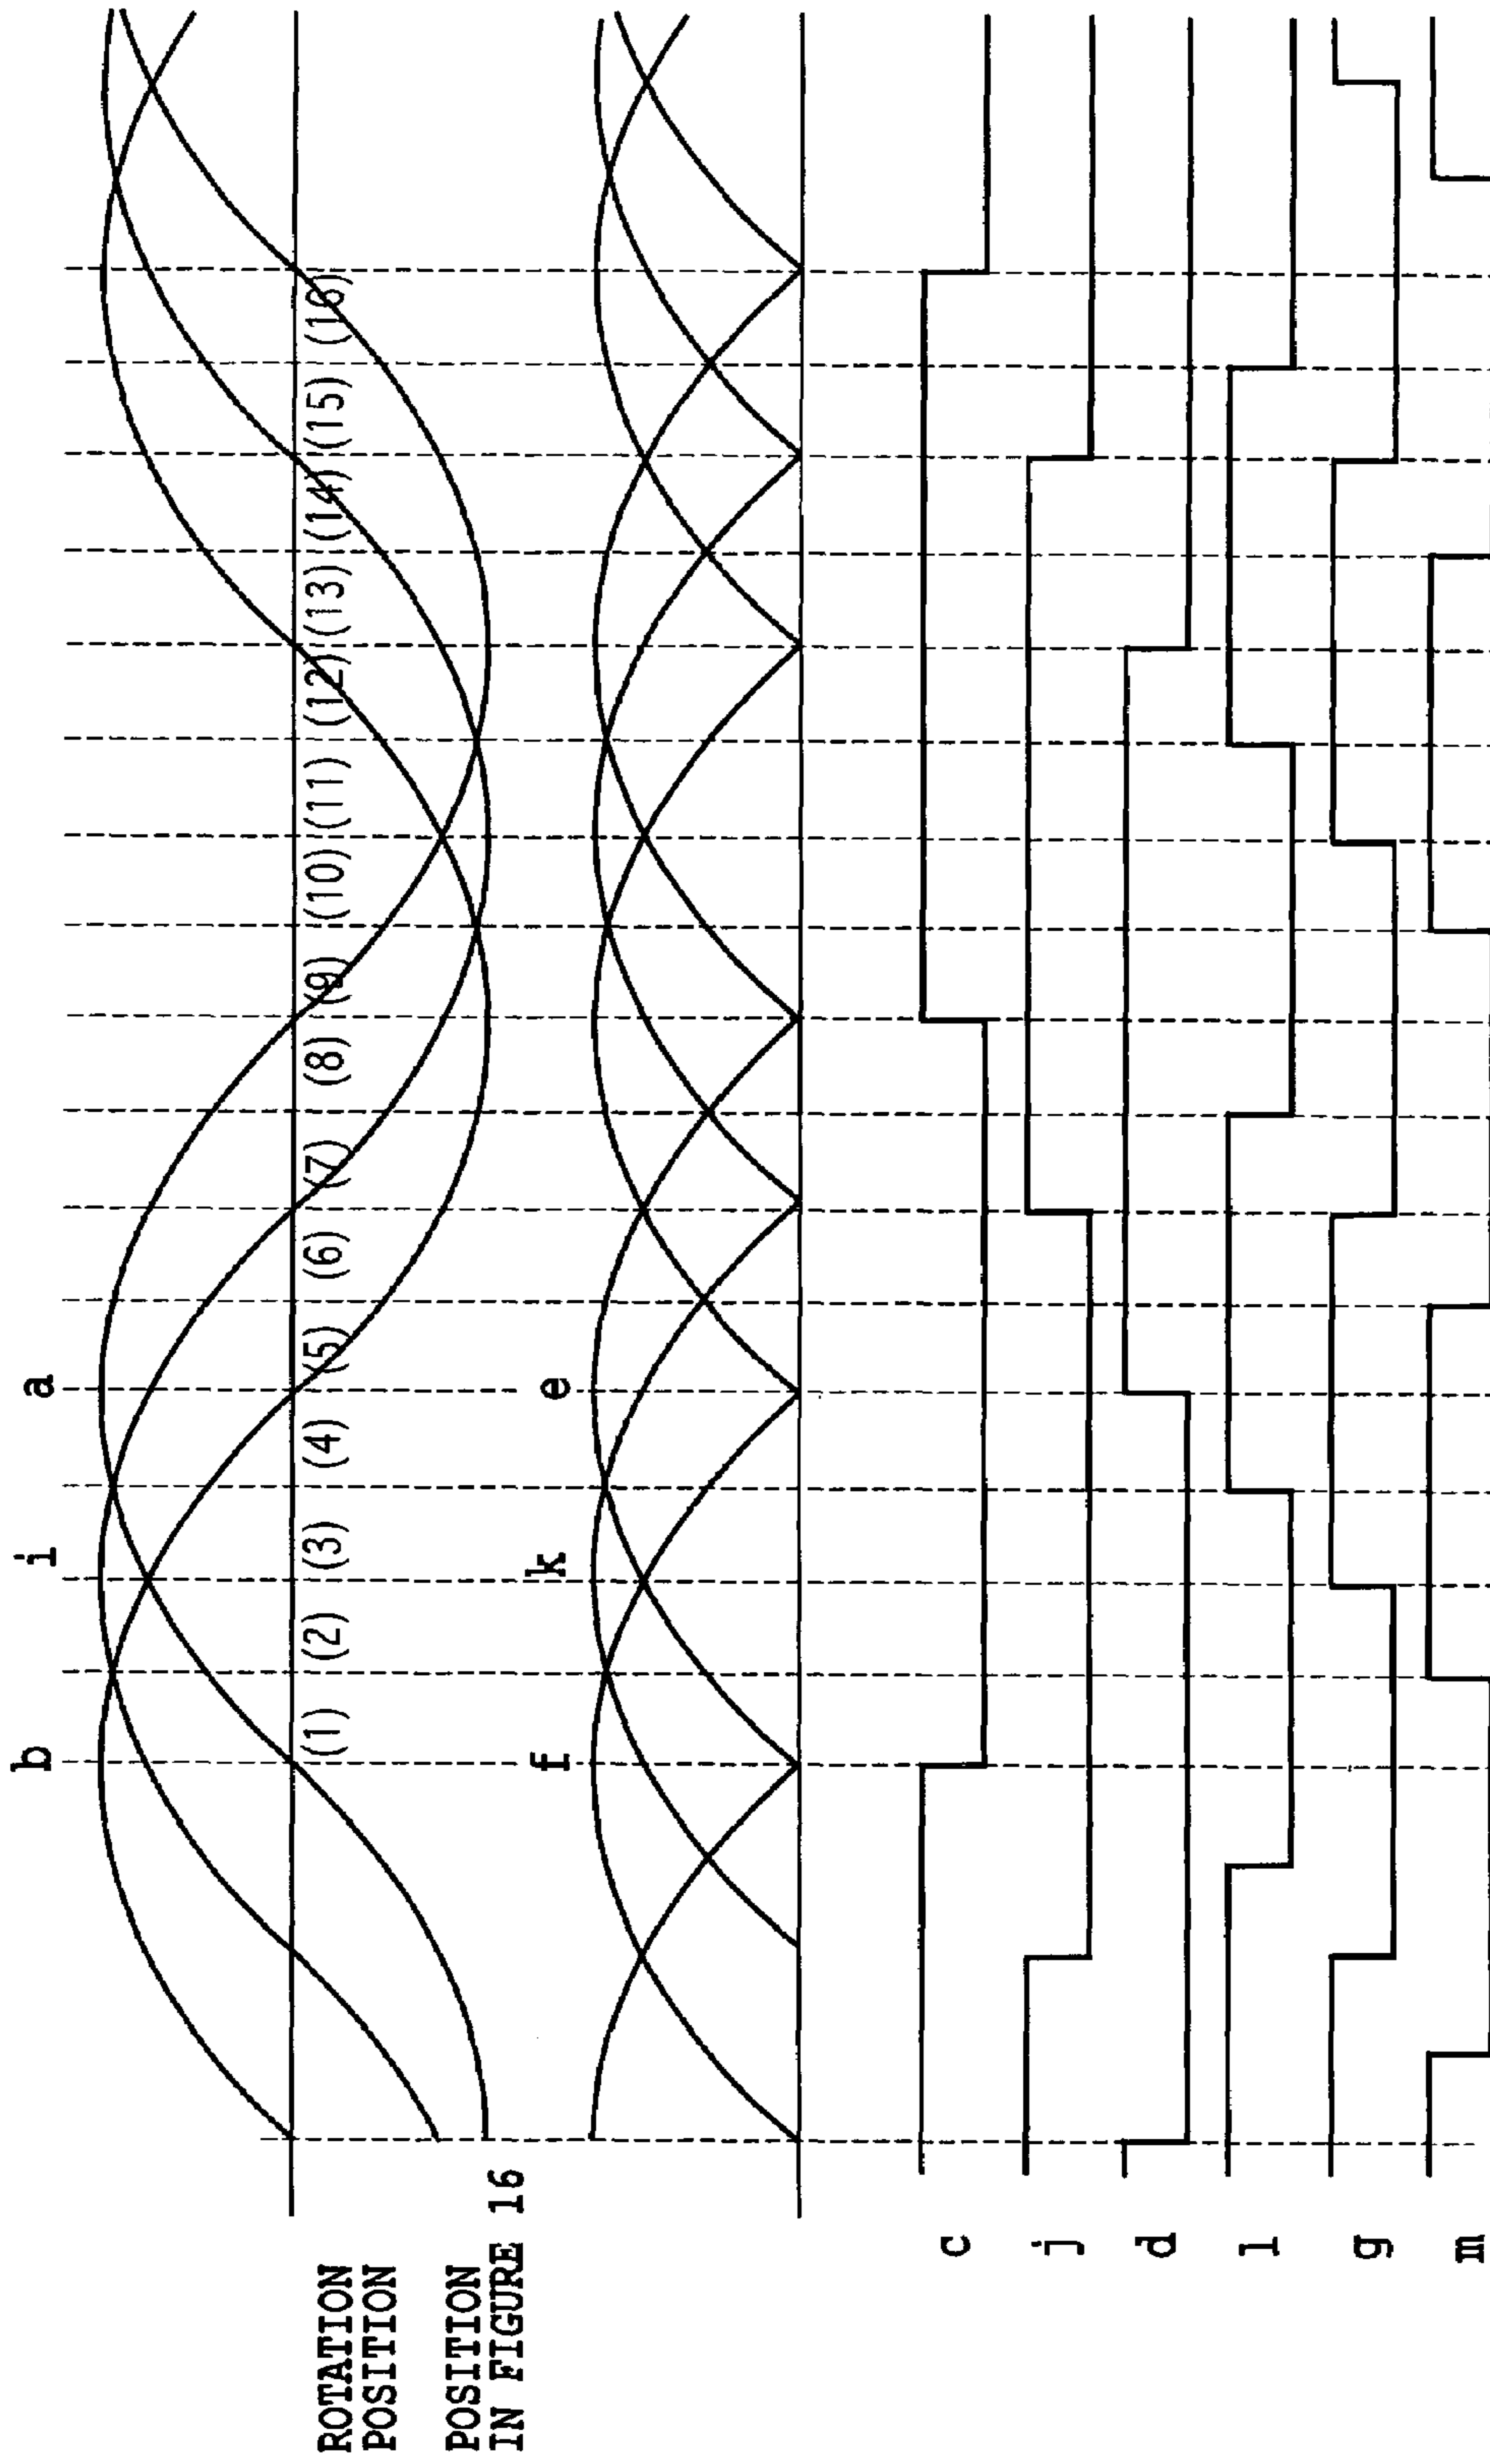 b i a
ROTATION
POSITION
(1) (2) (3) (4) (5) (6) (7) (8) (9) (10) (11) (12) (13) (14) (15) (16)
POSITION
IN FIGURE 16
f k e
c
j
d
l
g
m